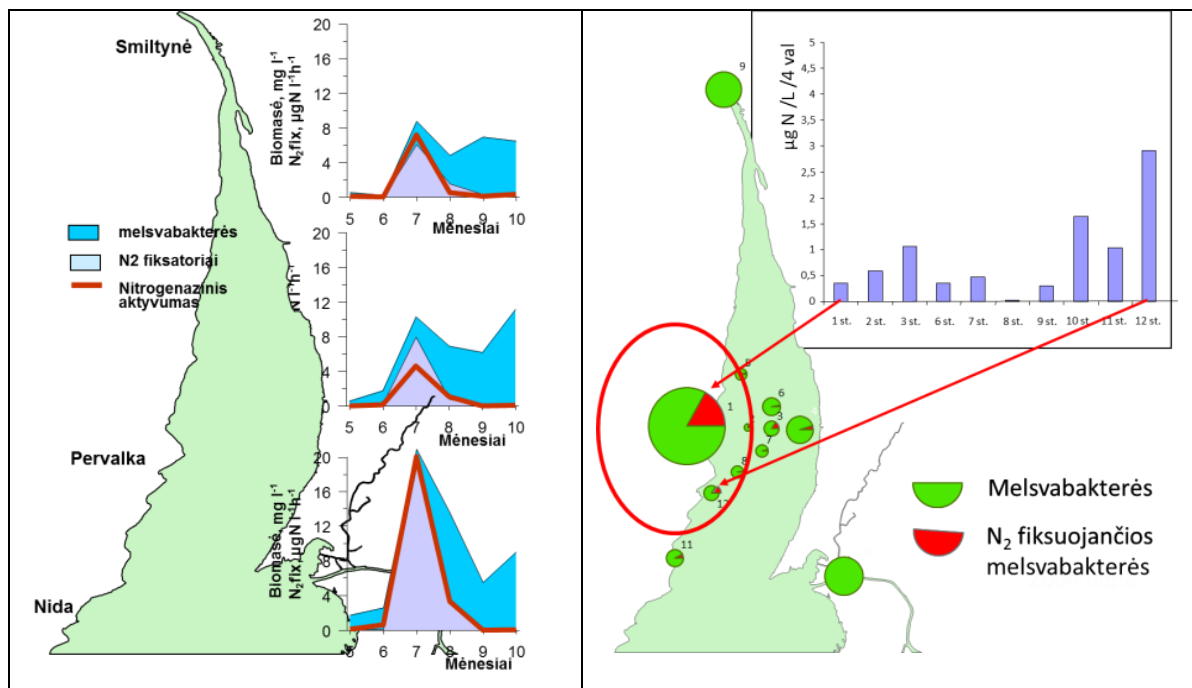 Smiltynė
Pervalka
Nida
melsvabakterės
N2 fiksatoriai
Nitrogenazinis
aktyvumas
Biomasė, mg l⁻¹
N₂fix, µgN l⁻¹h⁻¹
20
16
12
8
4
0
5 6 7 8 9 10
Mėnesiai
N l⁻¹h⁻¹
20
16
12
8
4
0
5 6 7 8 9 10
Mėnesiai
Biomasė, mg l⁻¹
N₂fix, µgN l⁻¹h⁻¹
20
16
12
8
4
0
5 6 7 8 9 10
Mėnesiai
µg N /L /4 val
5
4,5
4
3,5
3
2,5
2
1,5
1
0,5
0
1 st. 2 st. 3 st. 6 st. 7 st. 8 st. 9 st. 10 st. 11 st. 12 st.
9
5
6
1
3
7
8
12
11
Melsvabakterės
N₂ fiksuojančios
melsvabakterės